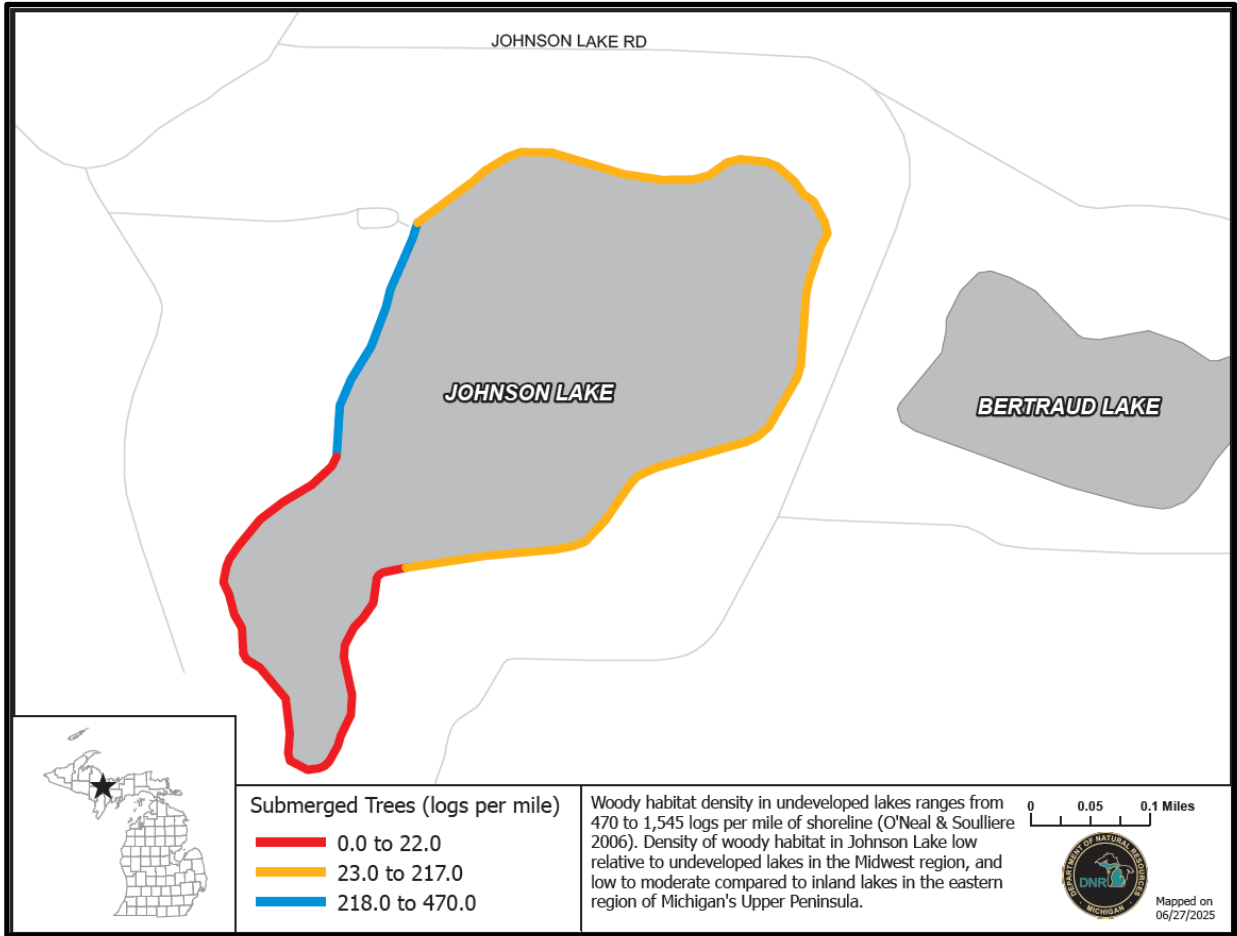 JOHNSON LAKE RD
JOHNSON LAKE
BERTRAUD LAKE
Submerged Trees (logs per mile)
0.0 to 22.0
23.0 to 217.0
218.0 to 470.0
Woody habitat density in undeveloped lakes ranges from
470 to 1,545 logs per mile of shoreline (O'Neal & Soulliere
2006). Density of woody habitat in Johnson Lake low
relative to undeveloped lakes in the Midwest region, and
low to moderate compared to inland lakes in the eastern
region of Michigan's Upper Peninsula.
0 0.05 0.1 Miles
DEPARTMENT OF NATURAL RESOURCES
DNR
MICHIGAN
Mapped on
06/27/2025